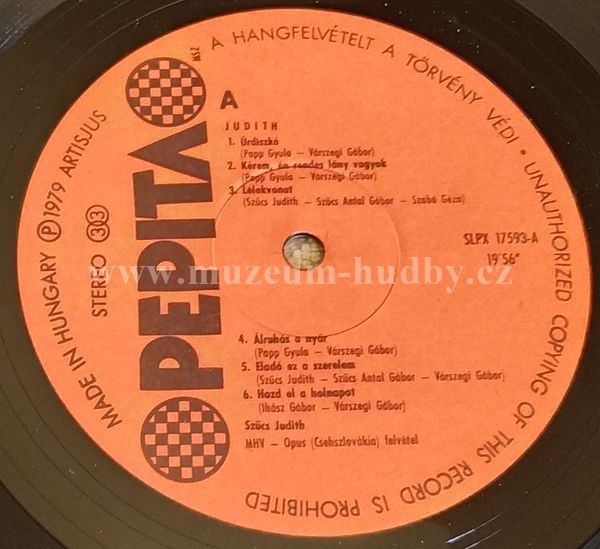 A HANGFELVÉTELT A TÖRVÉNY VÉDI · UNAUTHORIZED COPYING OF THIS RECORD IS PROHIBITED
MADE IN HUNGARY Ⓟ 1979 ARTISJUS
STEREO 33
PEPITA
MSZ
A
JUDITH
1. Űrdiszkó
(Papp Gyula – Várszegi Gábor)
2. Kérem, én rendes lány vagyok
(Papp Gyula – Várszegi Gábor)
3. Lélekvonat
(Szűcs Judith – Szűcs Antal Gábor – Szabó Géza)
SLPX 17593-A
19'56"
www.muzeum-hudby.cz
4. Álruhás a nyár
(Papp Gyula – Várszegi Gábor)
5. Eladó ez a szerelem
(Szűcs Judith – Szűcs Antal Gábor – Várszegi Gábor)
6. Hozd el a holnapot
(Ihász Gábor – Várszegi Gábor)
Szűcs Judith
MHV – Opus (Csehszlovákia) felvétel